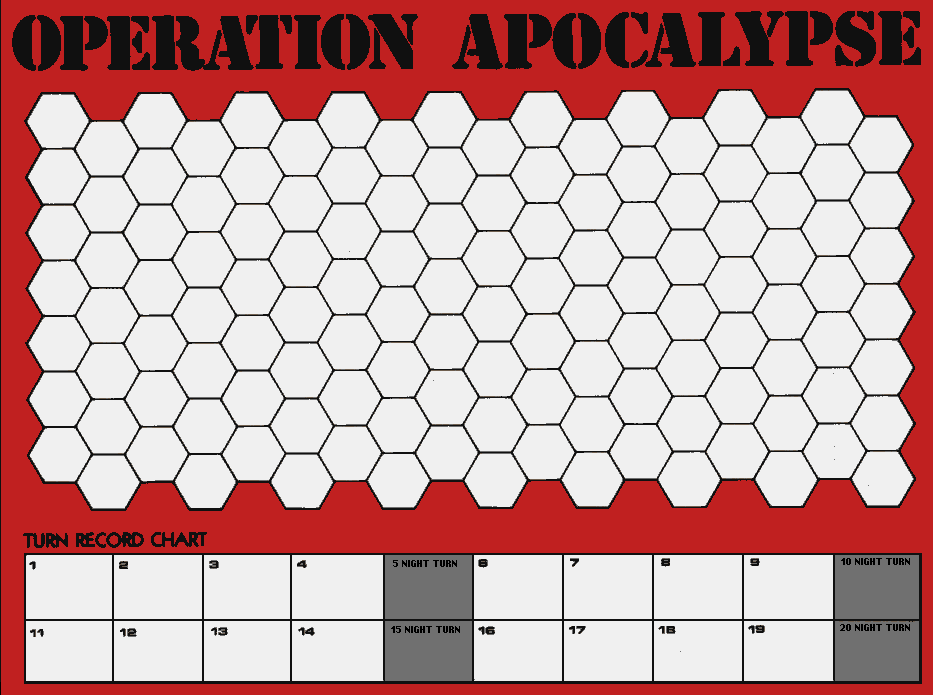 OPERATION APOCALYPSE
TURN RECORD CHART
1 2 3 4 5 NIGHT TURN 6 7 8 9 10 NIGHT TURN
11 12 13 14 15 NIGHT TURN 16 17 18 19 20 NIGHT TURN